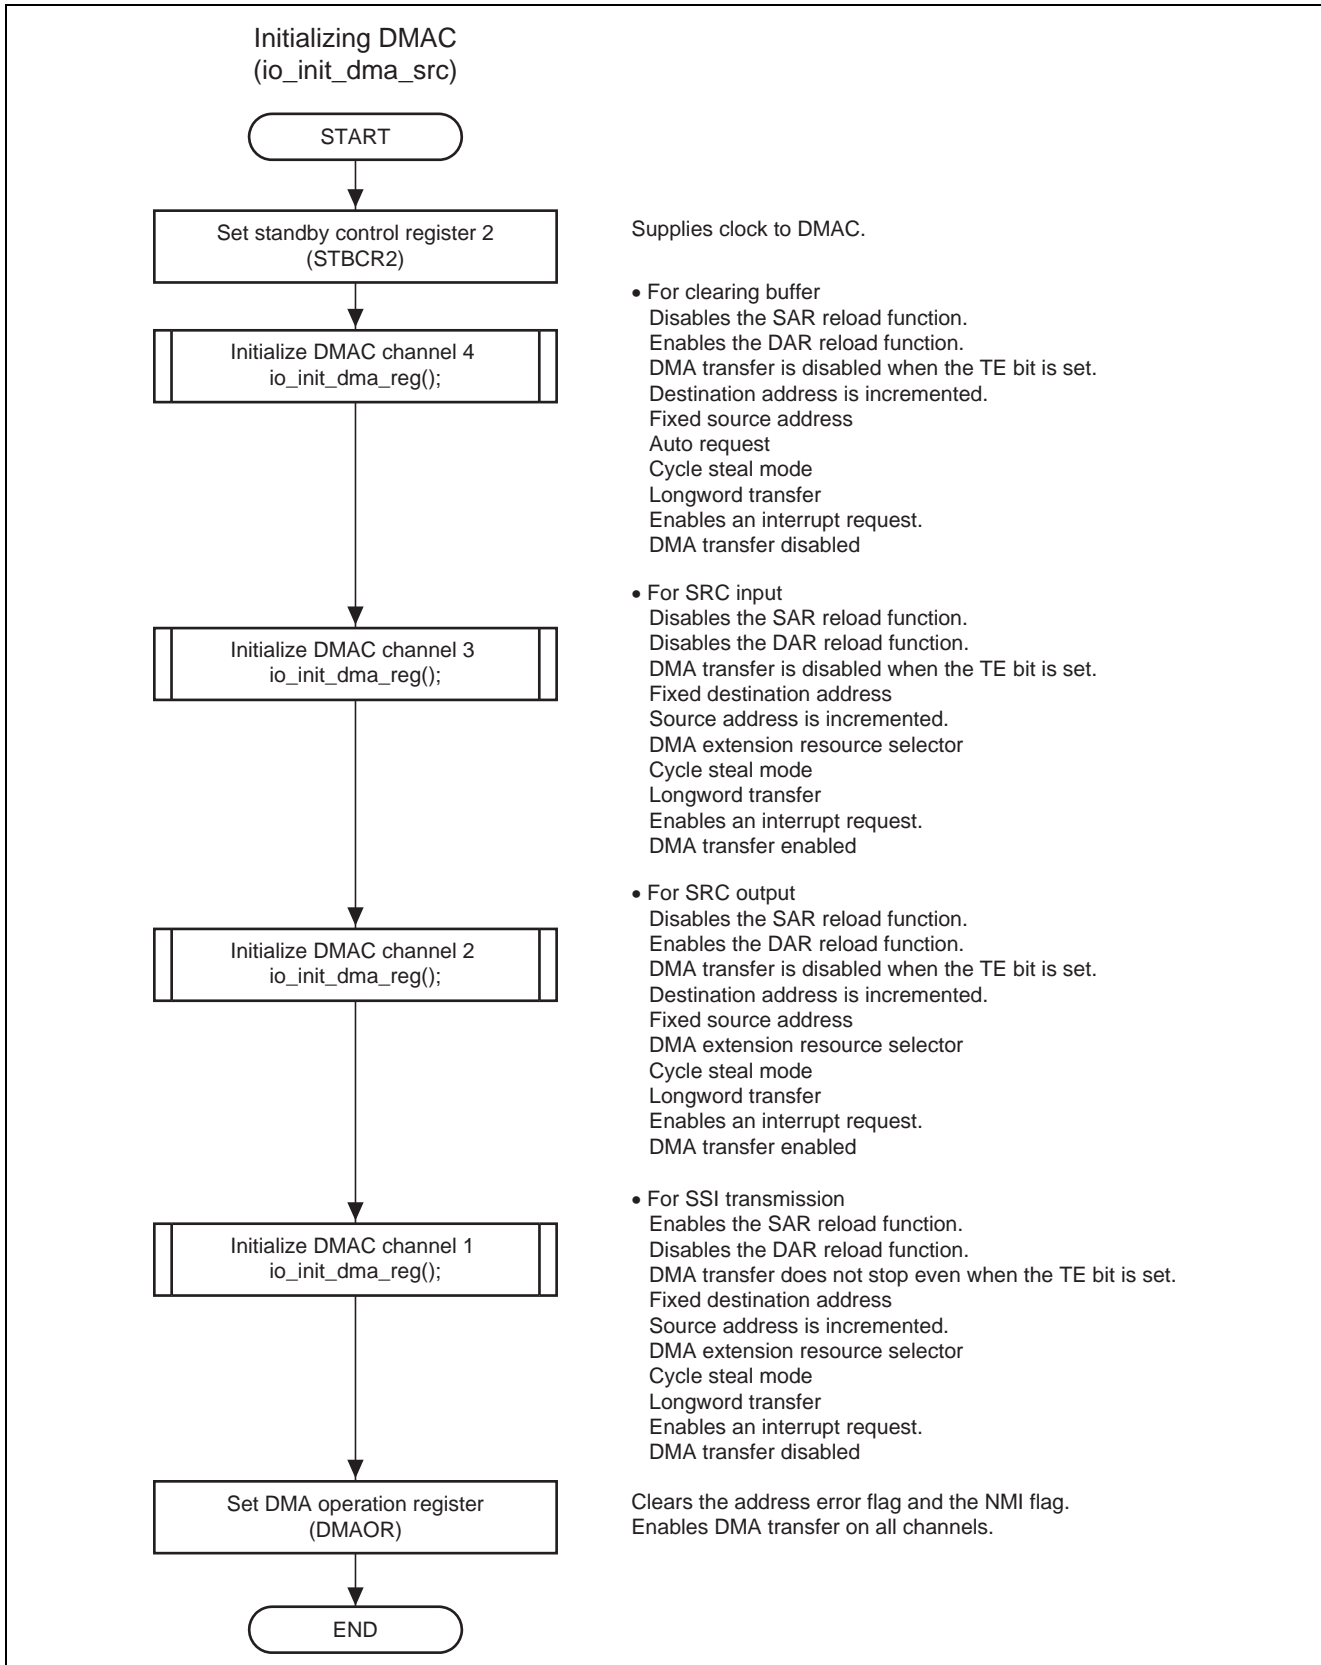 Initializing DMAC
(io_init_dma_src)
START
Set standby control register 2
(STBCR2)
Supplies clock to DMAC.
Initialize DMAC channel 4
io_init_dma_reg();
• For clearing buffer
Disables the SAR reload function.
Enables the DAR reload function.
DMA transfer is disabled when the TE bit is set.
Destination address is incremented.
Fixed source address
Auto request
Cycle steal mode
Longword transfer
Enables an interrupt request.
DMA transfer disabled
Initialize DMAC channel 3
io_init_dma_reg();
• For SRC input
Disables the SAR reload function.
Disables the DAR reload function.
DMA transfer is disabled when the TE bit is set.
Fixed destination address
Source address is incremented.
DMA extension resource selector
Cycle steal mode
Longword transfer
Enables an interrupt request.
DMA transfer enabled
Initialize DMAC channel 2
io_init_dma_reg();
• For SRC output
Disables the SAR reload function.
Enables the DAR reload function.
DMA transfer is disabled when the TE bit is set.
Destination address is incremented.
Fixed source address
DMA extension resource selector
Cycle steal mode
Longword transfer
Enables an interrupt request.
DMA transfer enabled
Initialize DMAC channel 1
io_init_dma_reg();
• For SSI transmission
Enables the SAR reload function.
Disables the DAR reload function.
DMA transfer does not stop even when the TE bit is set.
Fixed destination address
Source address is incremented.
DMA extension resource selector
Cycle steal mode
Longword transfer
Enables an interrupt request.
DMA transfer disabled
Set DMA operation register
(DMAOR)
Clears the address error flag and the NMI flag.
Enables DMA transfer on all channels.
END